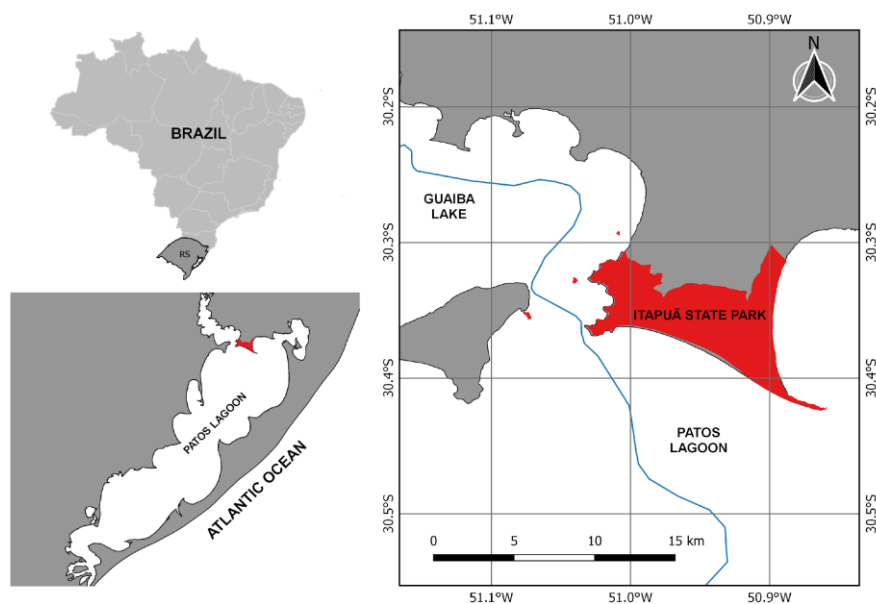 BRAZIL
RS
PATOS LAGOON
ATLANTIC OCEAN
51.1°W
51.0°W
50.9°W
N
30.2°S
30.2°S
GUAIBA
LAKE
30.3°S
30.3°S
ITAPUÃ STATE PARK
30.4°S
30.4°S
PATOS
LAGOON
30.5°S
30.5°S
0
5
10
15 km
51.1°W
51.0°W
50.9°W